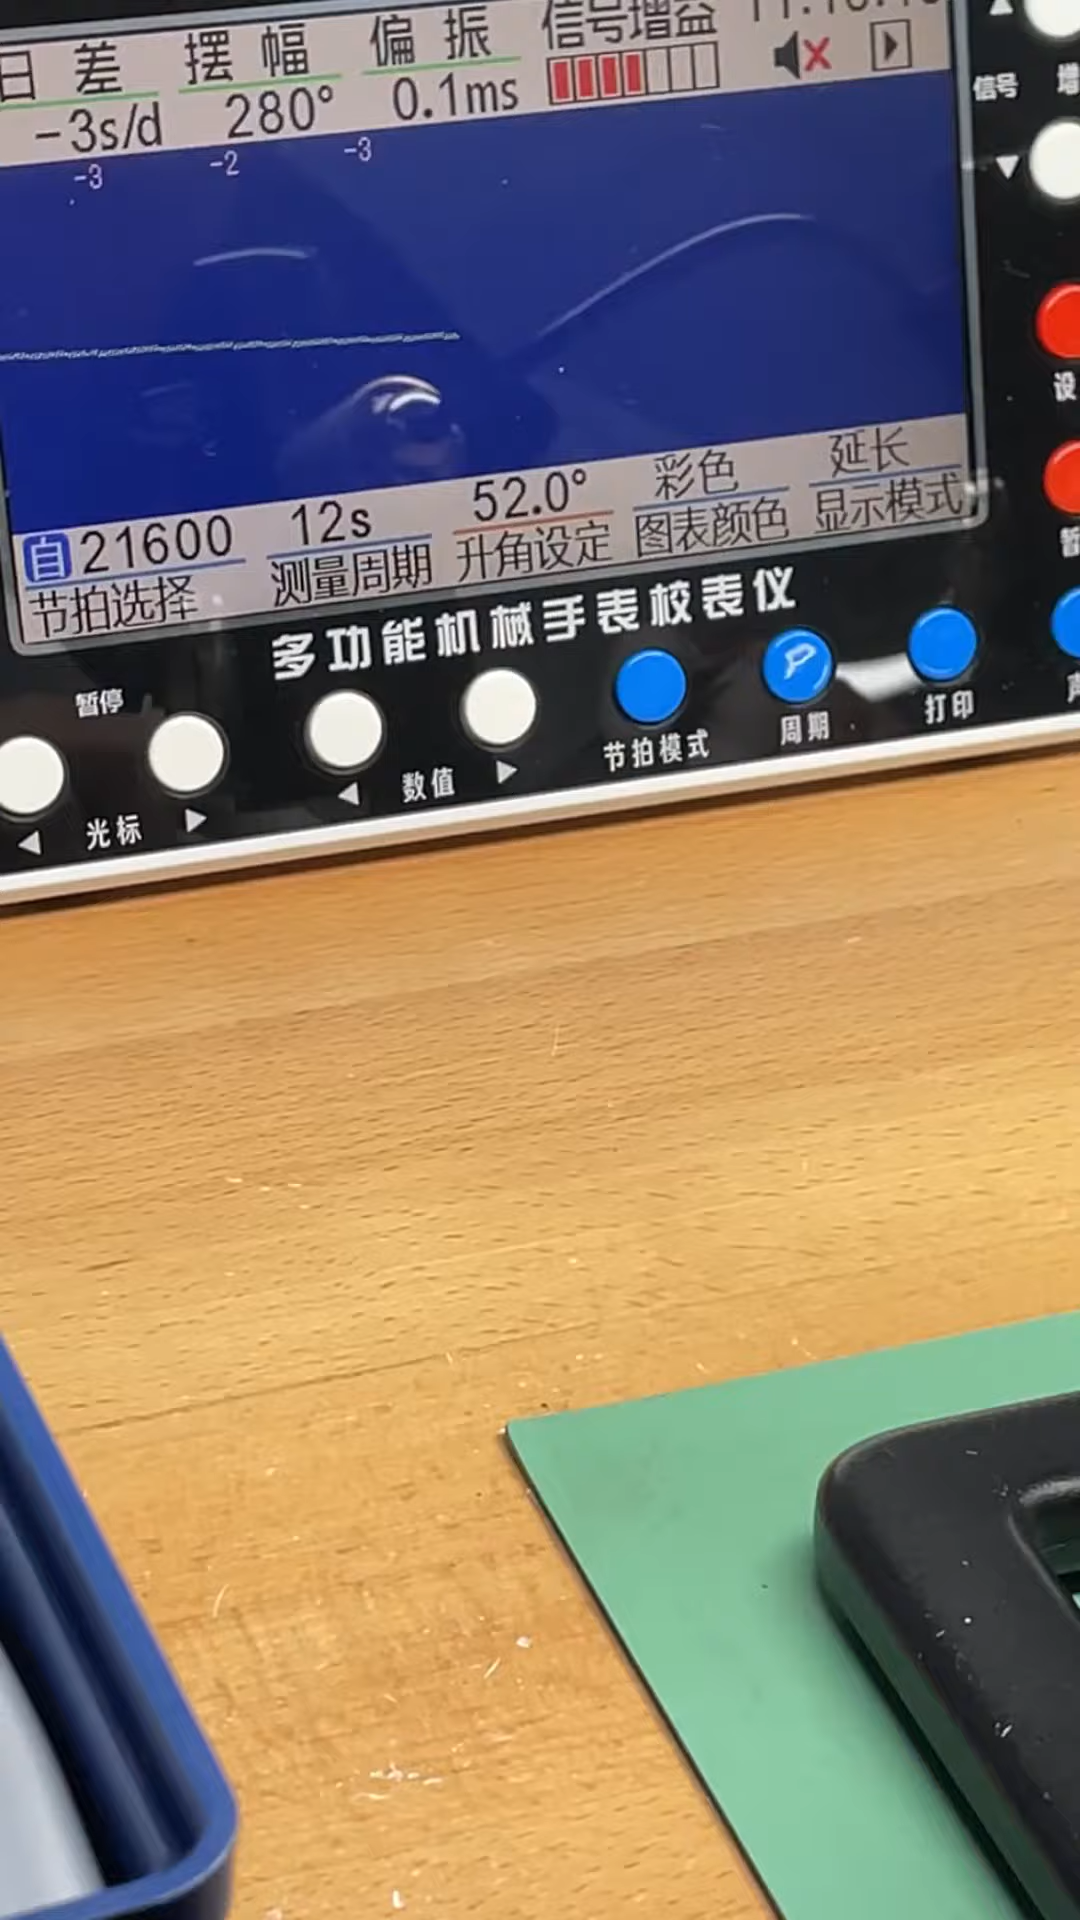 日差 摆幅 偏振 信号增益
-3s/d 280° 0.1ms
-3 -2 -3
信号
自 21600 12s 52.0° 彩色 延长
节拍选择 测量周期 升角设定 图表颜色 显示模式
多功能机械手表校表仪
暂停
光标 数值 节拍模式 周期 打印